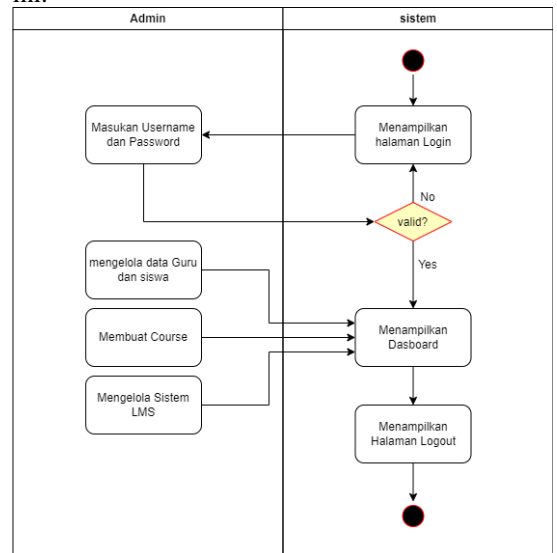 ini.
Admin
sistem
Masukan Username
dan Password
Menampilkan
halaman Login
No
valid?
Yes
mengelola data Guru
dan siswa
Membuat Course
Menampilkan
Dasboard
Mengelola Sistem
LMS
Menampilkan
Halaman Logout